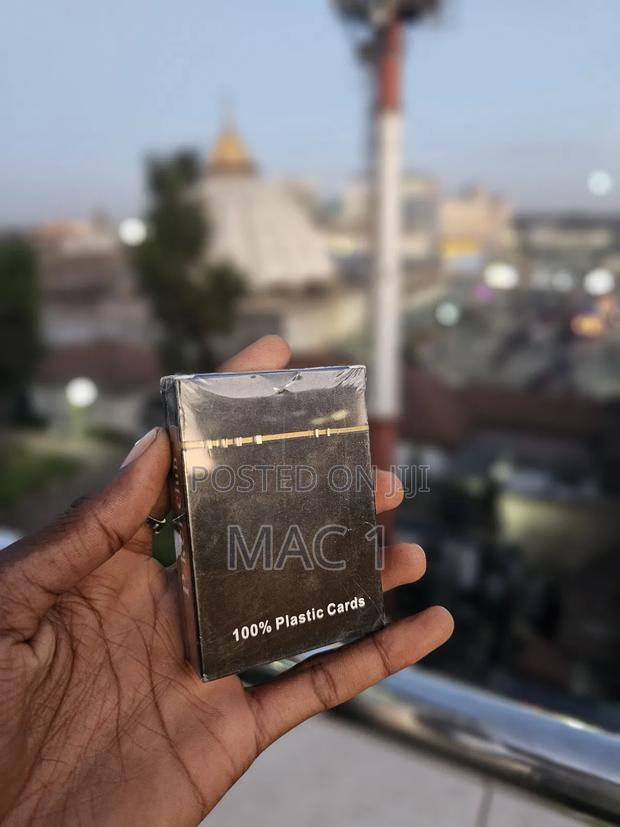 POSTED ON JIJI
MAC 1
100% Plastic Cards